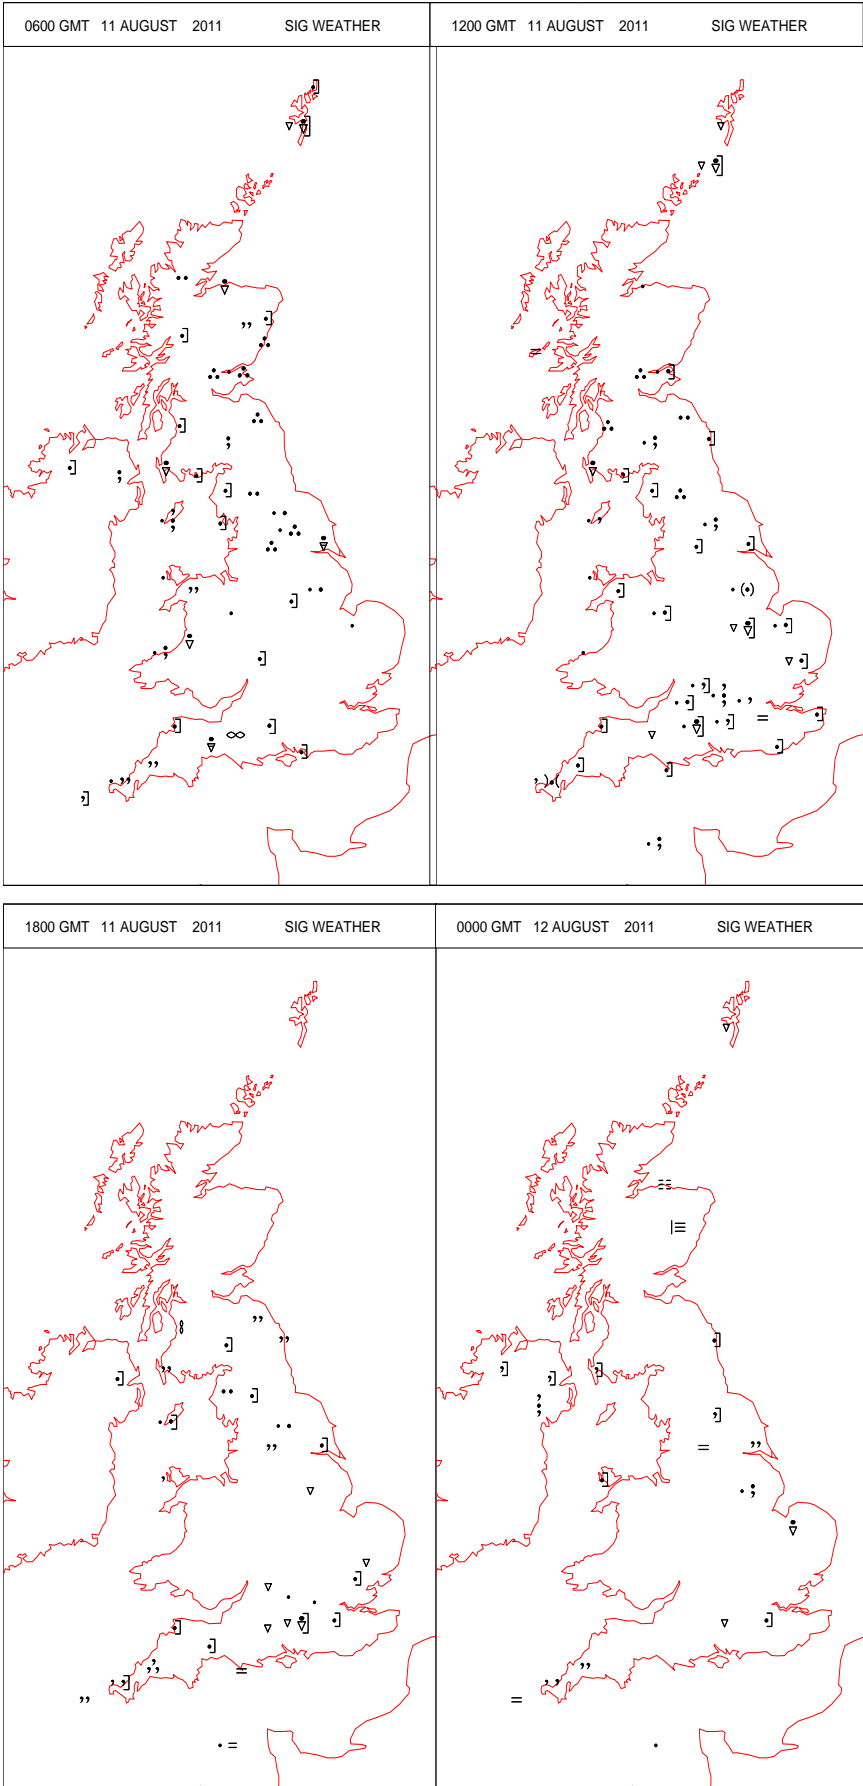 0600 GMT 11 AUGUST 2011 SIG WEATHER
1200 GMT 11 AUGUST 2011 SIG WEATHER
1800 GMT 11 AUGUST 2011 SIG WEATHER
0000 GMT 12 AUGUST 2011 SIG WEATHER